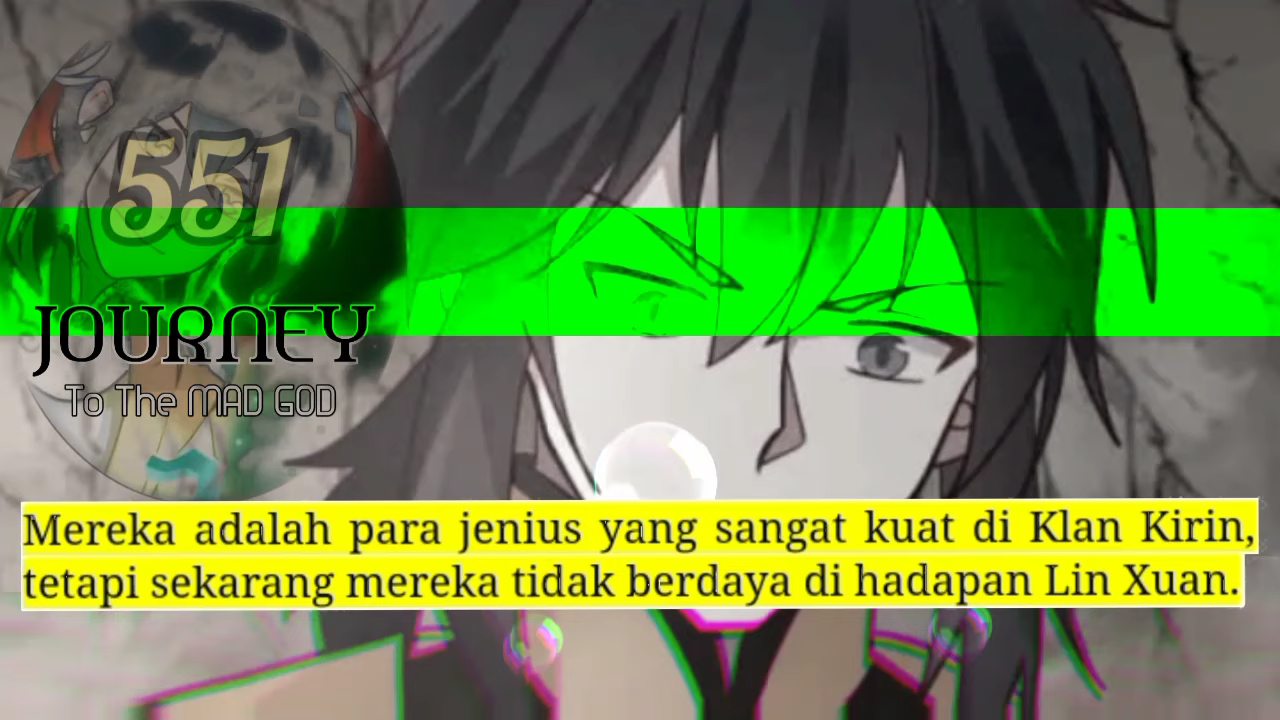 551
JOURNEY
To The MAD GOD
Mereka adalah para jenius yang sangat kuat di Klan Kirin,
tetapi sekarang mereka tidak berdaya di hadapan Lin Xuan.